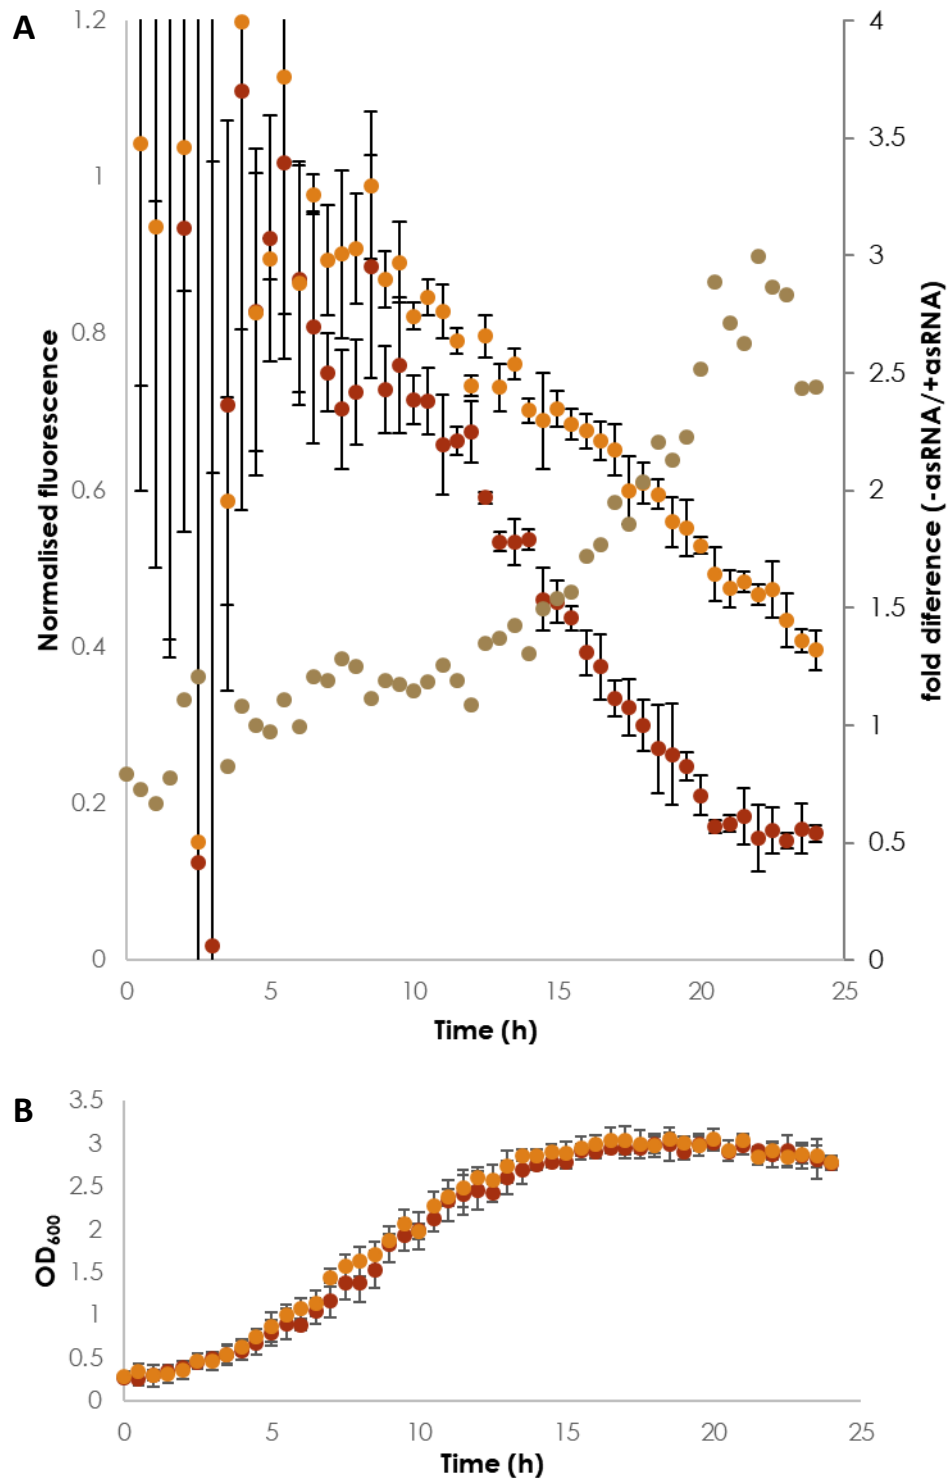 A
1.2
1
0.8
0.6
0.4
0.2
0
Normalised fluorescence
4
3.5
3
2.5
2
1.5
1
0.5
0
fold diference (-asRNA/+asRNA)
0 5 10 15 20 25
Time (h)
B
3.5
3
2.5
2
1.5
1
0.5
0
OD600
0 5 10 15 20 25
Time (h)